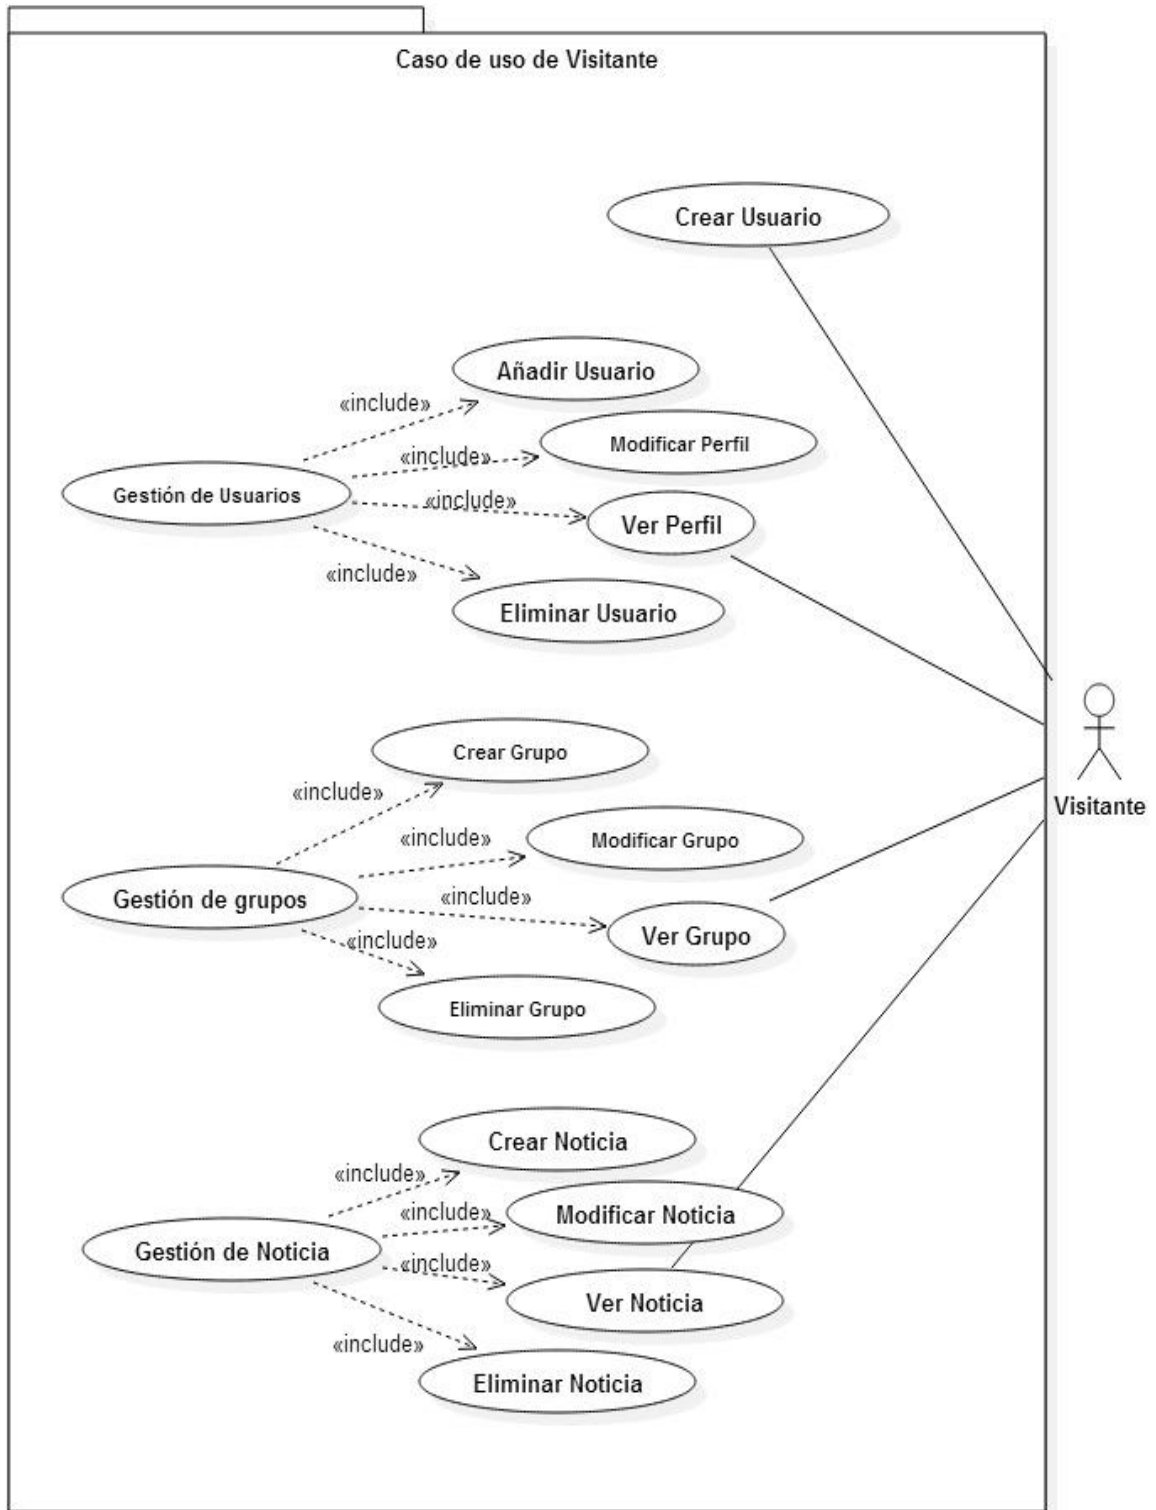 Caso de uso de Visitante
Crear Usuario
Añadir Usuario
«include»
Modificar Perfil
«include»
Gestión de Usuarios
«include»
Ver Perfil
«include»
Eliminar Usuario
Crear Grupo
«include»
Visitante
Modificar Grupo
«include»
Gestión de grupos
«include»
Ver Grupo
«include»
Eliminar Grupo
Crear Noticia
«include»
Modificar Noticia
«include»
Gestión de Noticia
«include»
Ver Noticia
«include»
Eliminar Noticia